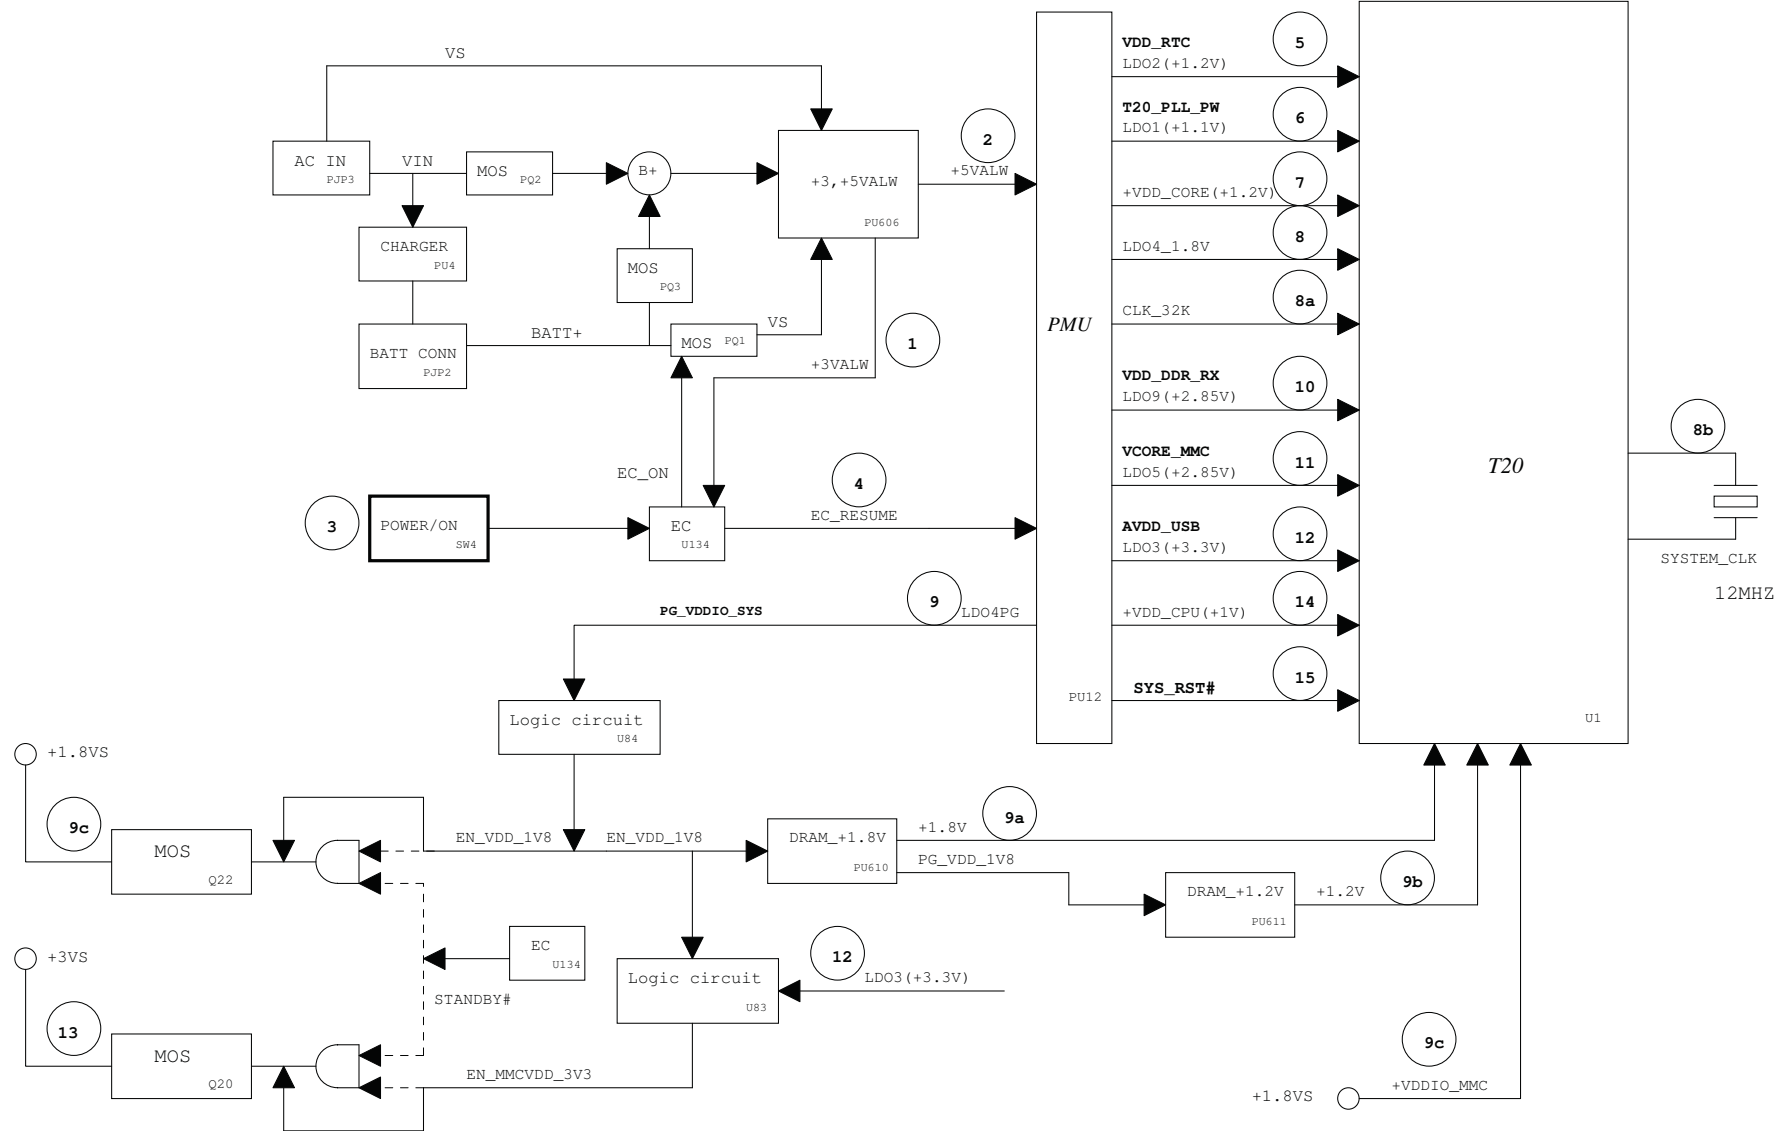 VS
AC IN
PJP3
VIN
MOS
PQ2
B+
+3,+5VALW
PU606
2
+5VALW
CHARGER
PU4
MOS
PQ3
BATT CONN
PJP2
BATT+
MOS PQ1
VS
1
+3VALW
EC_ON
3
POWER/ON
SW4
EC
U134
4
EC_RESUME
PMU
PU12
VDD_RTC
LDO2(+1.2V)
5
T20_PLL_PW
LDO1(+1.1V)
6
+VDD_CORE(+1.2V)
7
LDO4_1.8V
8
CLK_32K
8a
VDD_DDR_RX
LDO9(+2.85V)
10
VCORE_MMC
LDO5(+2.85V)
11
AVDD_USB
LDO3(+3.3V)
12
+VDD_CPU(+1V)
14
SYS_RST#
15
T20
U1
8b
SYSTEM_CLK
12MHZ
PG_VDDIO_SYS
9
LDO4PG
Logic circuit
U84
+1.8VS
9c
MOS
Q22
EN_VDD_1V8
EN_VDD_1V8
DRAM_+1.8V
PU610
+1.8V
9a
PG_VDD_1V8
DRAM_+1.2V
PU611
+1.2V
9b
EC
U134
STANDBY#
Logic circuit
U83
12
LDO3(+3.3V)
+3VS
13
MOS
Q20
EN_MMCVDD_3V3
9c
+VDDIO_MMC
+1.8VS